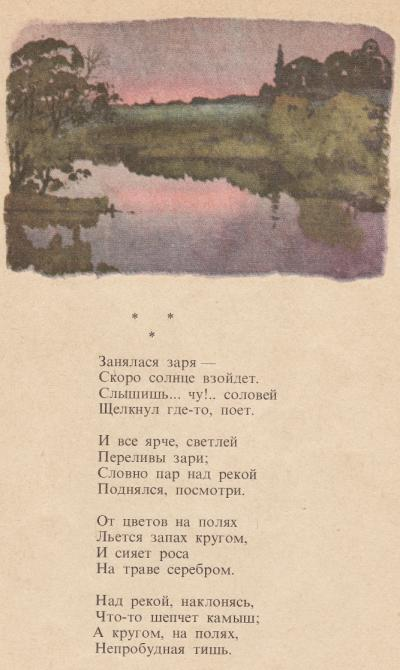 * *
*
Занялася заря —
Скоро солнце взойдет.
Слышишь... чу!.. соловей
Щелкнул где-то, поет.

И все ярче, светлей
Переливы зари;
Словно пар над рекой
Поднялся, посмотри.

От цветов на полях
Льется запах кругом,
И сияет роса
На траве серебром.

Над рекой, наклонясь,
Что-то шепчет камыш;
А кругом, на полях,
Непробудная тишь.